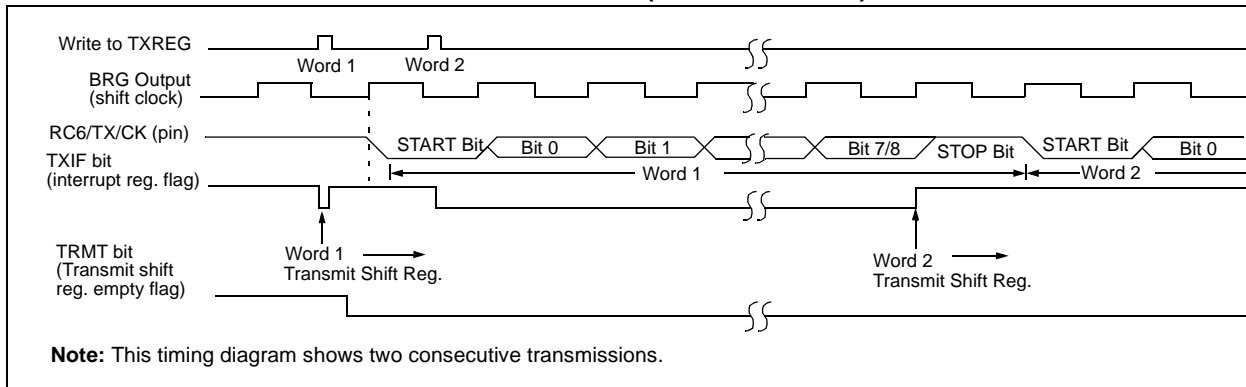 Write to TXREG
Word 1
Word 2
BRG Output
(shift clock)
RC6/TX/CK (pin)
START Bit
Bit 0
Bit 1
Bit 7/8
STOP Bit
START Bit
Bit 0
TXIF bit
(interrupt reg. flag)
Word 1
Word 2
TRMT bit
(Transmit shift
reg. empty flag)
Word 1
Transmit Shift Reg.
Word 2
Transmit Shift Reg.
Note: This timing diagram shows two consecutive transmissions.